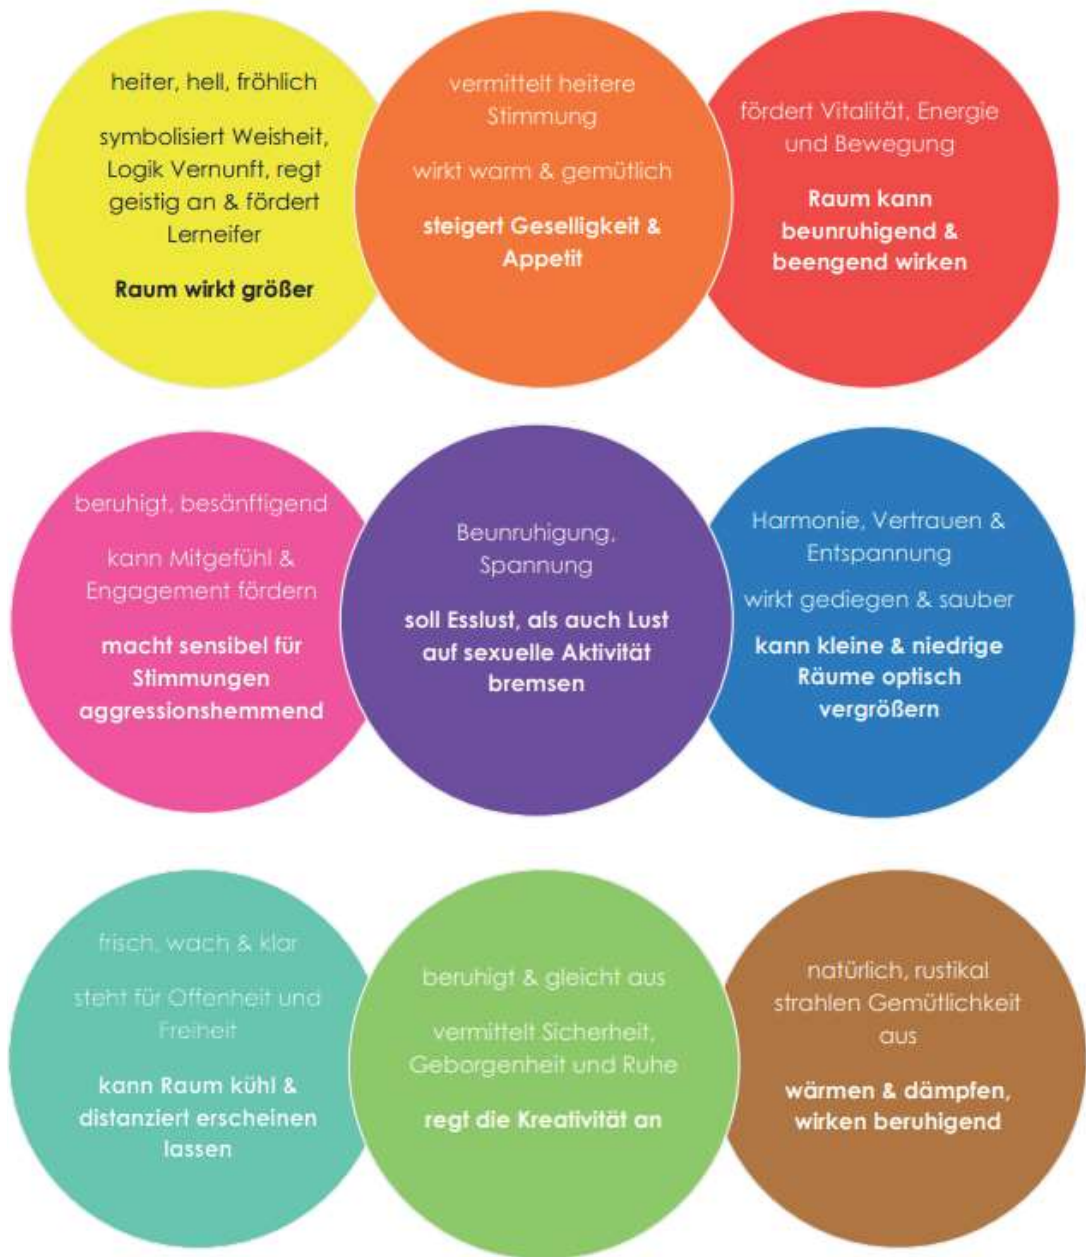 heiter, hell, fröhlich
symbolisiert Weisheit,
Logik Vernunft, regt
geistig an & fördert
Lerneifer
Raum wirkt größer
vermittelt heitere
Stimmung
wirkt warm & gemütlich
steigert Geselligkeit &
Appetit
fördert Vitalität, Energie
und Bewegung
Raum kann
beunruhigend &
beengend wirken
beruhigt, besänftigend
kann Mitgefühl &
Engagement fördern
macht sensibel für
Stimmungen
aggressionshemmend
Beunruhigung,
Spannung
soll Esslust, als auch Lust
auf sexuelle Aktivität
bremsen
Harmonie, Vertrauen &
Entspannung
wirkt gediegen & sauber
kann kleine & niedrige
Räume optisch
vergrößern
frisch, wach & klar
steht für Offenheit und
Freiheit
kann Raum kühl &
distanziert erscheinen
lassen
beruhigt & gleicht aus
vermittelt Sicherheit,
Geborgenheit und Ruhe
regt die Kreativität an
natürlich, rustikal
strahlen Gemütlichkeit
aus
wärmen & dämpfen,
wirken beruhigend